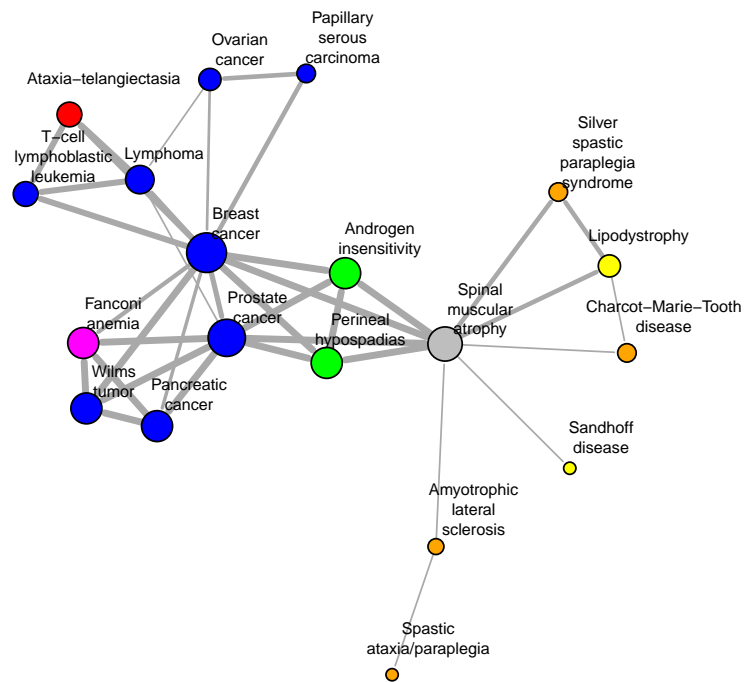 Papillary
serous
carcinoma
Ovarian
cancer
Ataxia−telangiectasia
T−cell
lymphoblastic
leukemia
Lymphoma
Silver
spastic
paraplegia
syndrome
Breast
cancer
Androgen
insensitivity
Lipodystrophy
Fanconi
anemia
Prostate
cancer
Perineal
hypospadias
Spinal
muscular
atrophy
Charcot−Marie−Tooth
disease
Wilms
tumor
Pancreatic
cancer
Sandhoff
disease
Amyotrophic
lateral
sclerosis
Spastic
ataxia/paraplegia